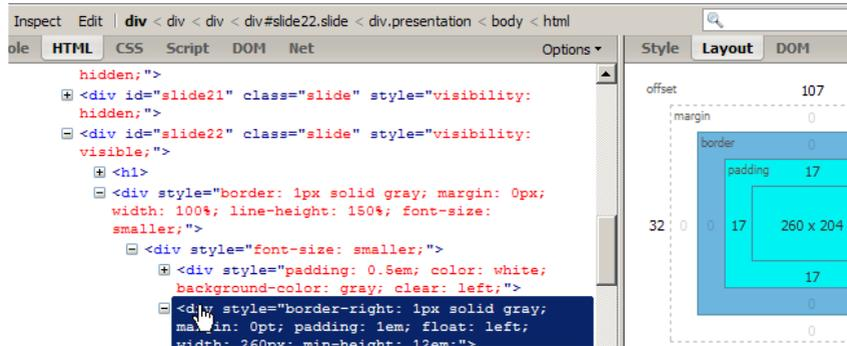 Inspect Edit | div < div < div < div#slide22.slide < div.presentation < body < html
ole HTML CSS Script DOM Net Options
Style Layout DOM
hidden;">
<div id="slide21" class="slide" style="visibility:
hidden;">
<div id="slide22" class="slide" style="visibility:
visible;">
<h1>
<div style="border: 1px solid gray; margin: 0px;
width: 100%; line-height: 150%; font-size:
smaller;">
<div style="font-size: smaller;">
<div style="padding: 0.5em; color: white;
background-color: gray; clear: left;">
<div style="border-right: 1px solid gray;
margin: 0pt; padding: 1em; float: left;
width: 260px; min-height: 12em;">
offset 107
margin 0
border 0
padding 17
32 0 0 17 260 x 204
17
0
0